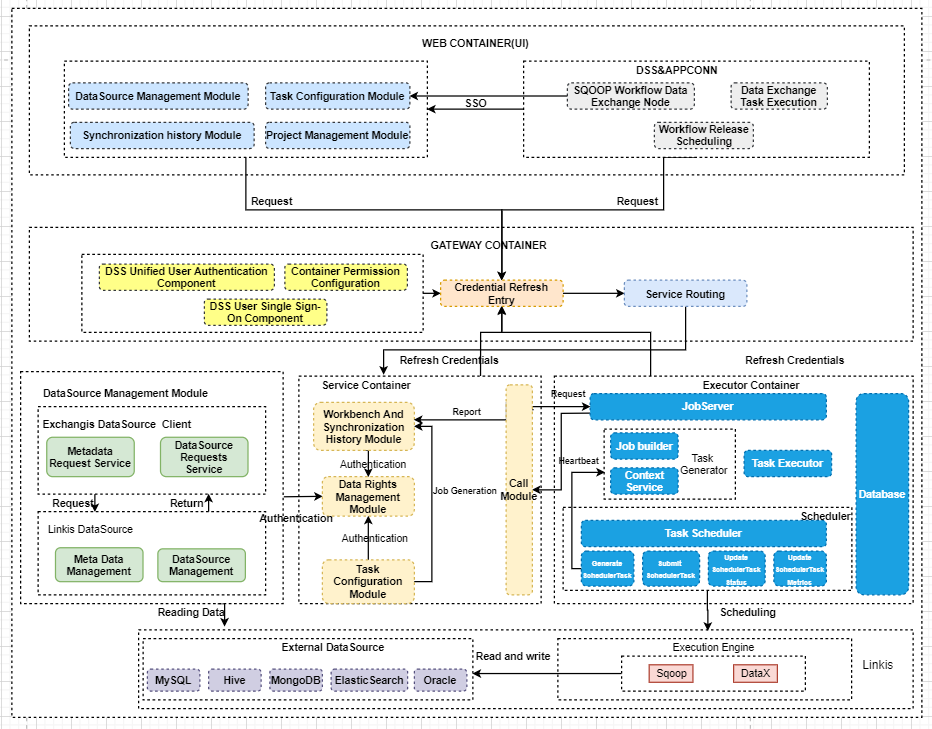 WEB CONTAINER(UI)
DataSource Management Module
Task Configuration Module
Synchronization history Module
Project Management Module
SSO
DSS&APPCONN
SQOOP Workflow Data
Exchange Node
Data Exchange
Task Execution
Workflow Release
Scheduling
Request
Request
GATEWAY CONTAINER
DSS Unified User Authentication
Component
Container Permission
Configuration
DSS User Single Sign-
On Component
Credential Refresh
Entry
Service Routing
Refresh Credentials
Refresh Credentials
DataSource Management Module
Exchangis DataSource Client
Metadata
Request Service
DataSource
Requests
Service
Request
Return
Linkis DataSource
Meta Data
Management
DataSource
Management
Authentication
Service Container
Workbench And
Synchronization
History Module
Authentication
Data Rights
Management
Module
Authentication
Task
Configuration
Module
Report
Job Generation
Call
Module
Request
Heartbeat
Executor Container
JobServer
Job builder
Context
Service
Task
Generator
Task Executor
Database
Scheduler
Task Scheduler
Generate
SchedulerTask
Submit
SchedulerTask
Update
SchedulerTask
Status
Update
SchedulerTask
Metrics
Reading Data
Scheduling
External DataSource
MySQL
Hive
MongoDB
ElasticSearch
Oracle
Read and write
Execution Engine
Sqoop
DataX
Linkis